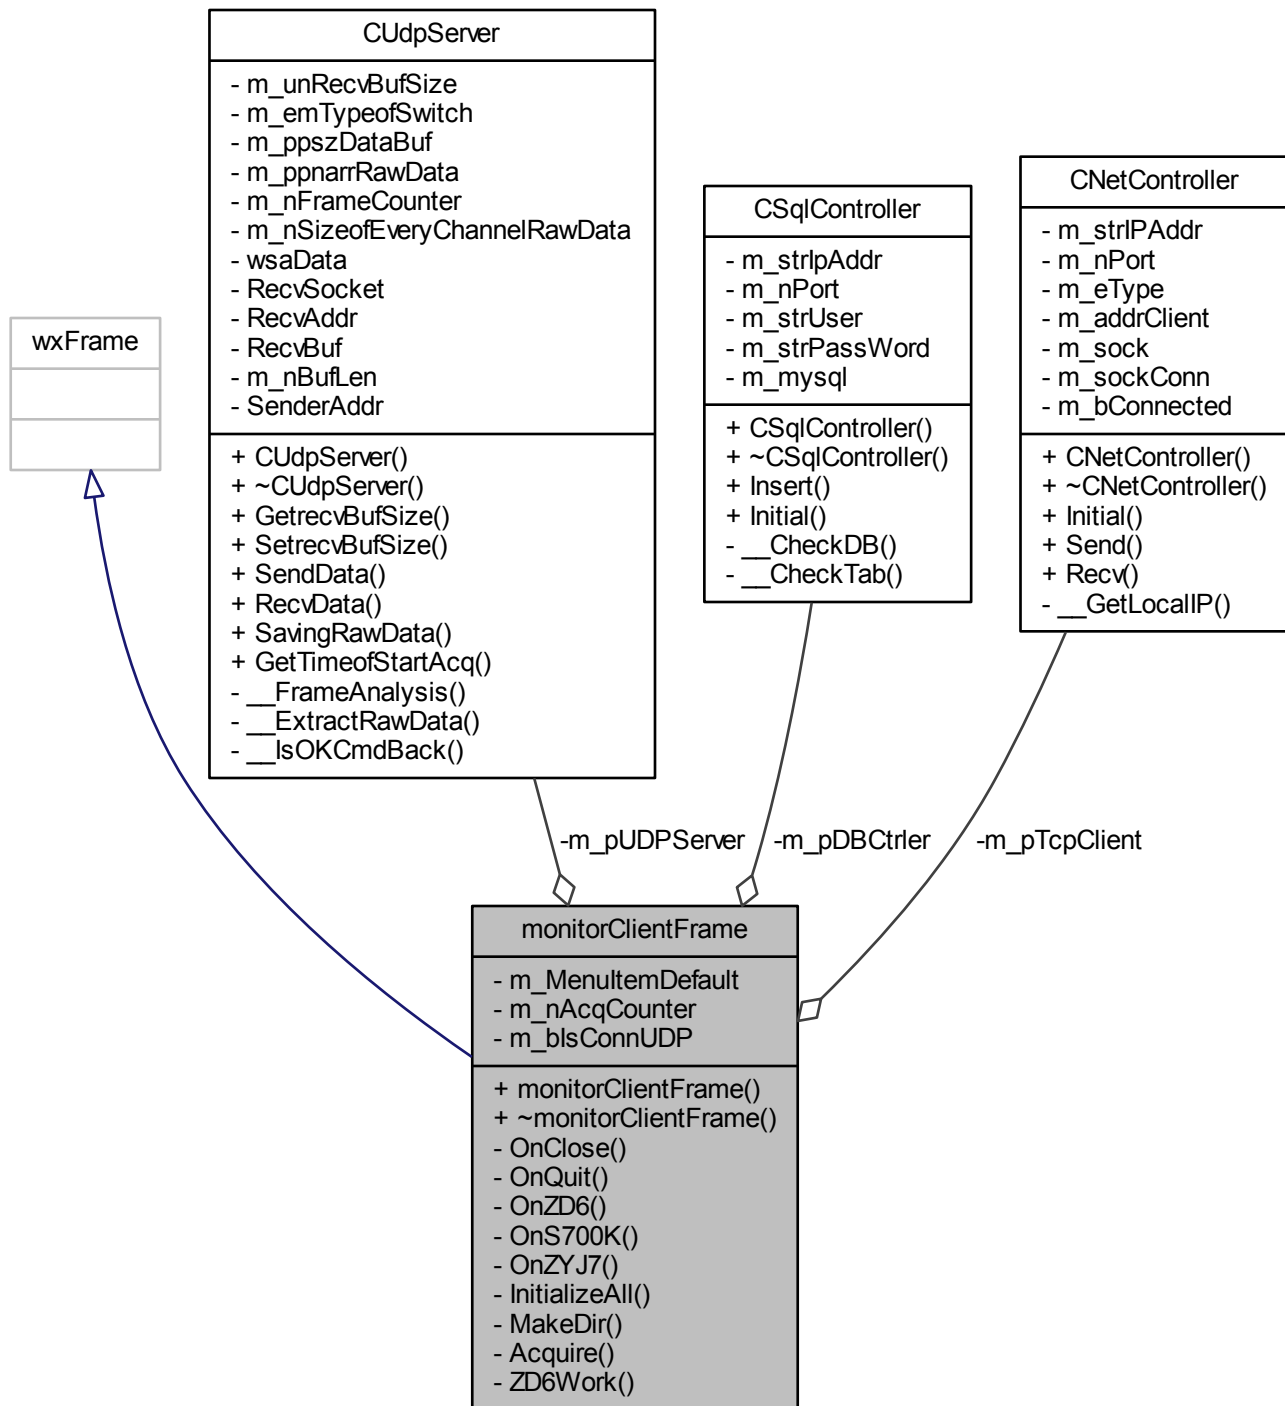 CUdpServer
- m_unRecvBufSize
- m_emTypeofSwitch
- m_ppszDataBuf
- m_ppnarrRawData
- m_nFrameCounter
- m_nSizeofEveryChannelRawData
- wsaData
- RecvSocket
- RecvAddr
- RecvBuf
- m_nBufLen
- SenderAddr
+ CUdpServer()
+ ~CUdpServer()
+ GetrecvBufSize()
+ SetrecvBufSize()
+ SendData()
+ RecvData()
+ SavingRawData()
+ GetTimeofStartAcq()
- __FrameAnalysis()
- __ExtractRawData()
- __IsOKCmdBack()
CSqlController
- m_strIpAddr
- m_nPort
- m_strUser
- m_strPassWord
- m_mysql
+ CSqlController()
+ ~CSqlController()
+ Insert()
+ Initial()
- __CheckDB()
- __CheckTab()
CNetController
- m_strIPAddr
- m_nPort
- m_eType
- m_addrClient
- m_sock
- m_sockConn
- m_bConnected
+ CNetController()
+ ~CNetController()
+ Initial()
+ Send()
+ Recv()
- __GetLocalIP()
wxFrame
-m_pUDPServer
-m_pDBCtrler
-m_pTcpClient
monitorClientFrame
- m_MenuItemDefault
- m_nAcqCounter
- m_bIsConnUDP
+ monitorClientFrame()
+ ~monitorClientFrame()
- OnClose()
- OnQuit()
- OnZD6()
- OnS700K()
- OnZYJ7()
- InitializeAll()
- MakeDir()
- Acquire()
- ZD6Work()